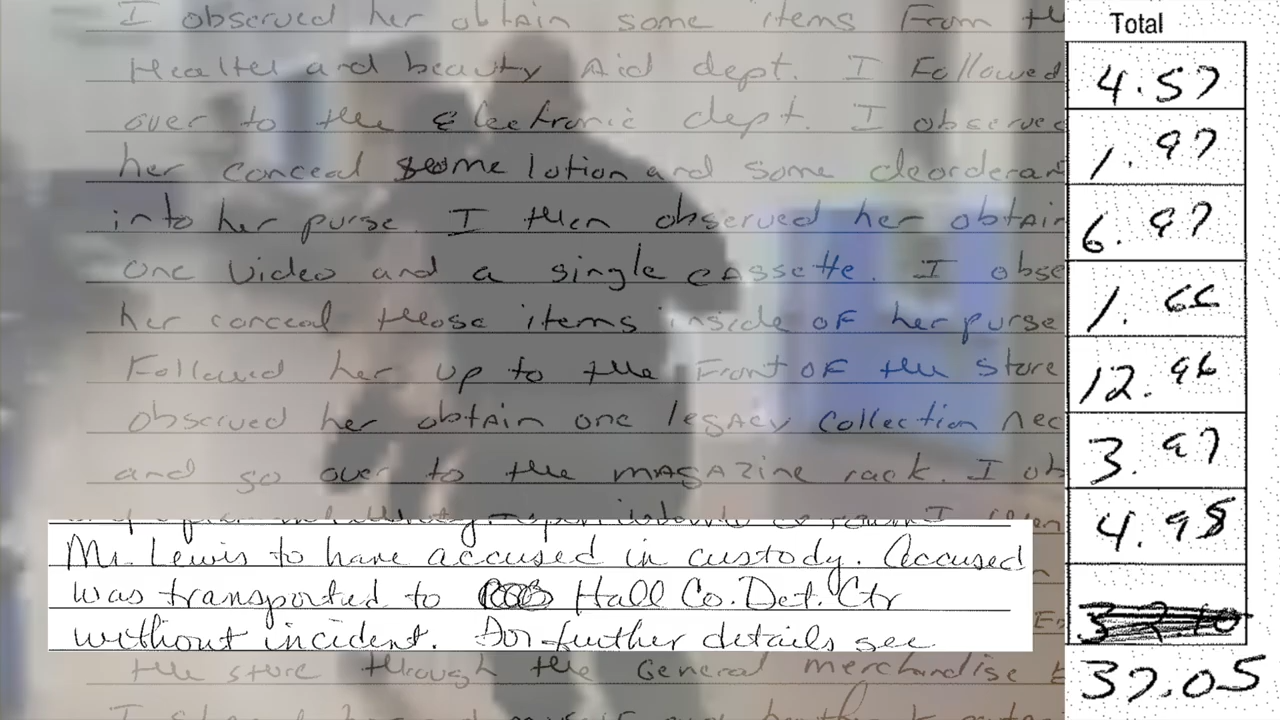 I observed her obtain some items From
Health and beauty Aid dept. I Followed
over to the Electronic dept. I observed
her conceal some lotion and some deorderan
into her purse I then observed her obtain
one video and a single cassette. I obse
her conceal those items inside of her purse
Followed her up to the Front of the store
observed her obtain one legacy Collection nec
and go over to the magazine rack. I ob
Mr. Lewis to have accused in custody. Accused
was transported to Hall Co. Det. Ctr
without incident For further details see
the store through the General merchandise
Total
4.57
1.97
6.97
1.66
12.96
3.97
4.95
37.05